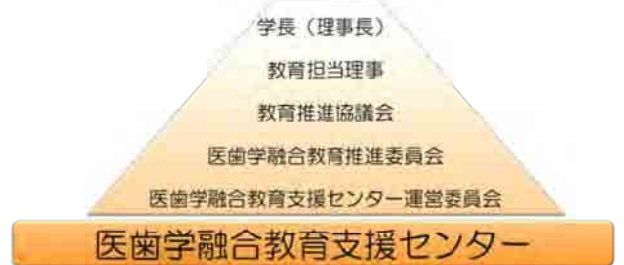 学長（理事長）
教育担当理事
教育推進協議会
医歯学融合教育推進委員会
医歯学融合教育支援センター運営委員会
医歯学融合教育支援センター